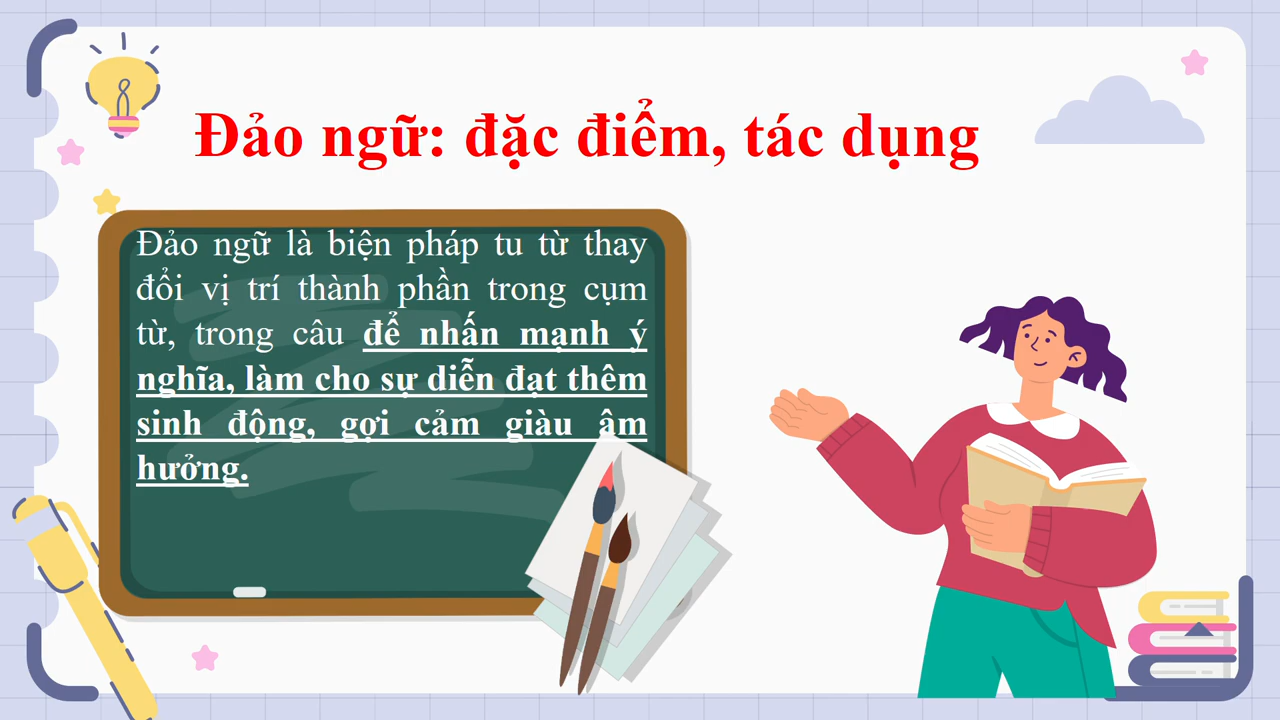 Đảo ngữ: đặc điểm, tác dụng
Đảo ngữ là biện pháp tu từ thay
đổi vị trí thành phần trong cụm
từ, trong câu để nhấn mạnh ý
nghĩa, làm cho sự diễn đạt thêm
sinh động, gợi cảm giàu âm
hưởng.